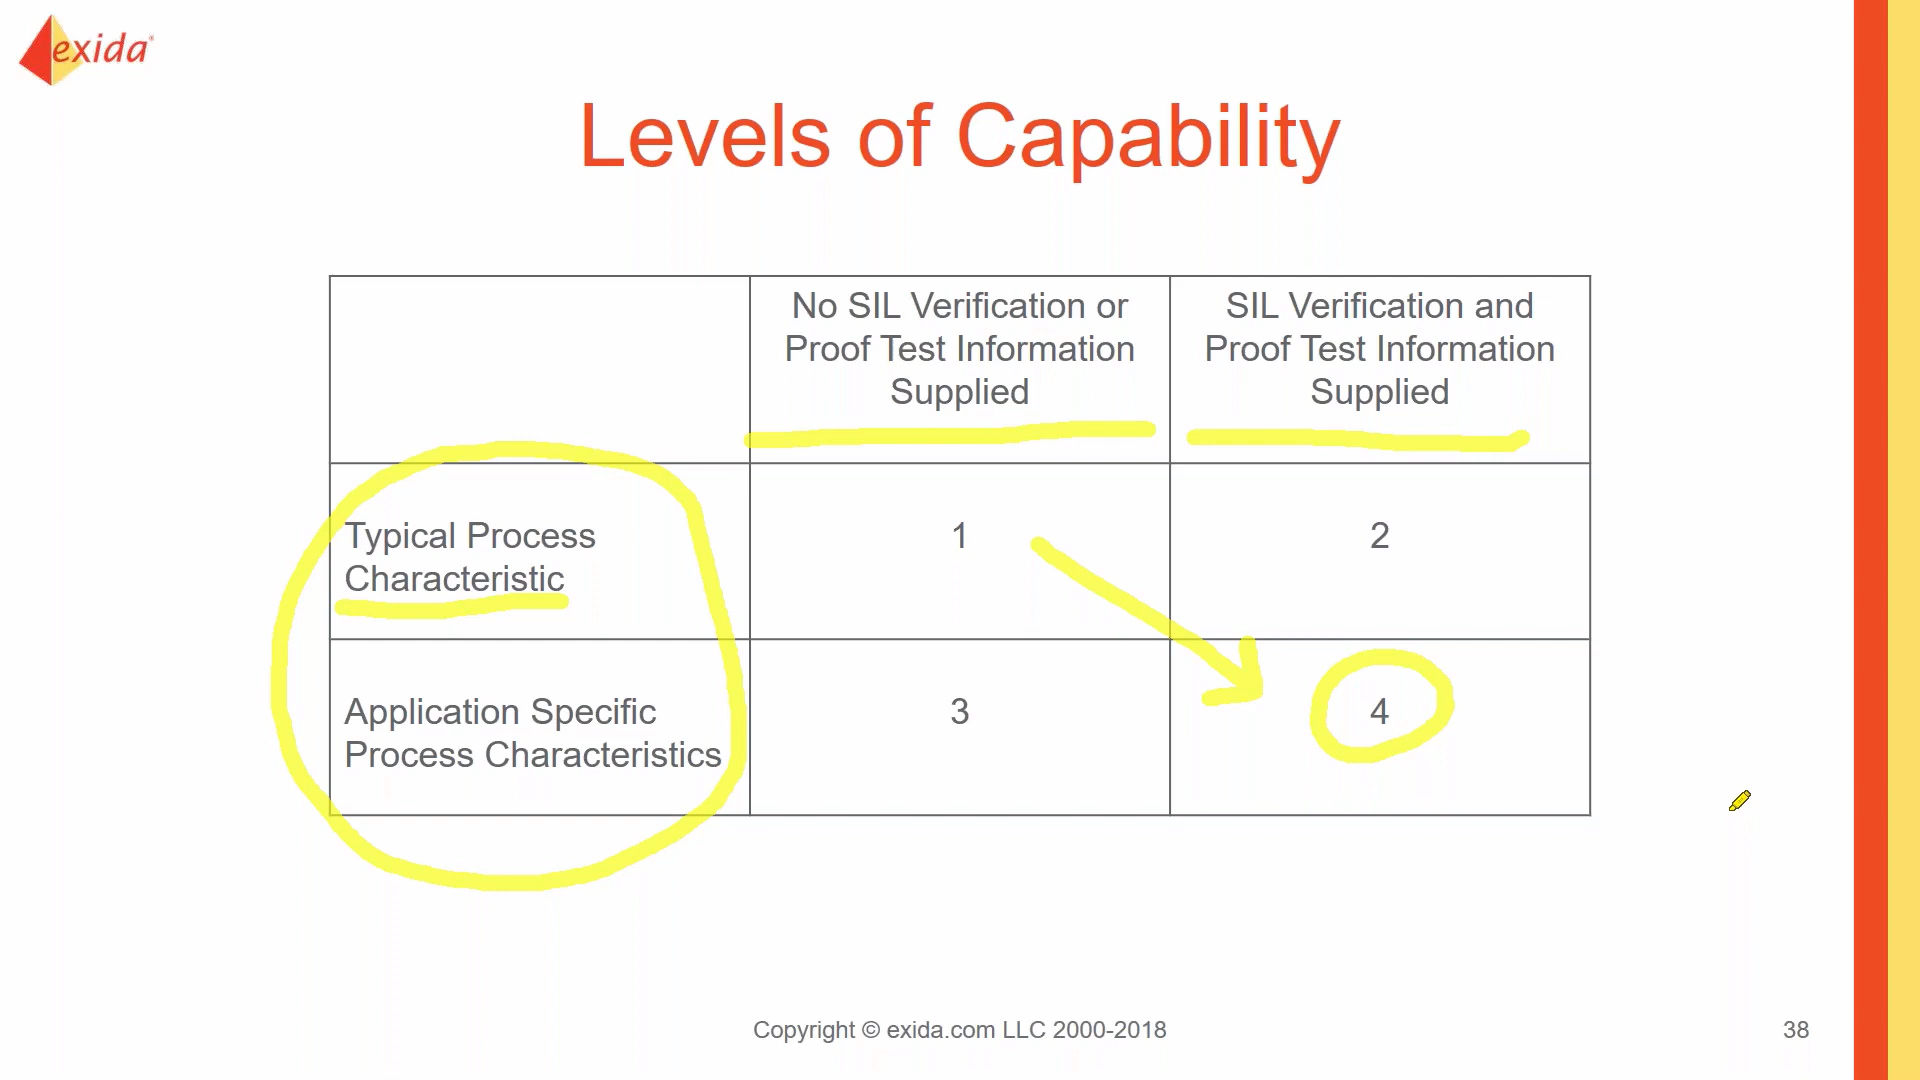 exida
Levels of Capability
No SIL Verification or
Proof Test Information
Supplied
SIL Verification and
Proof Test Information
Supplied
Typical Process
Characteristic
1
2
Application Specific
Process Characteristics
3
4
Copyright © exida.com LLC 2000-2018
38